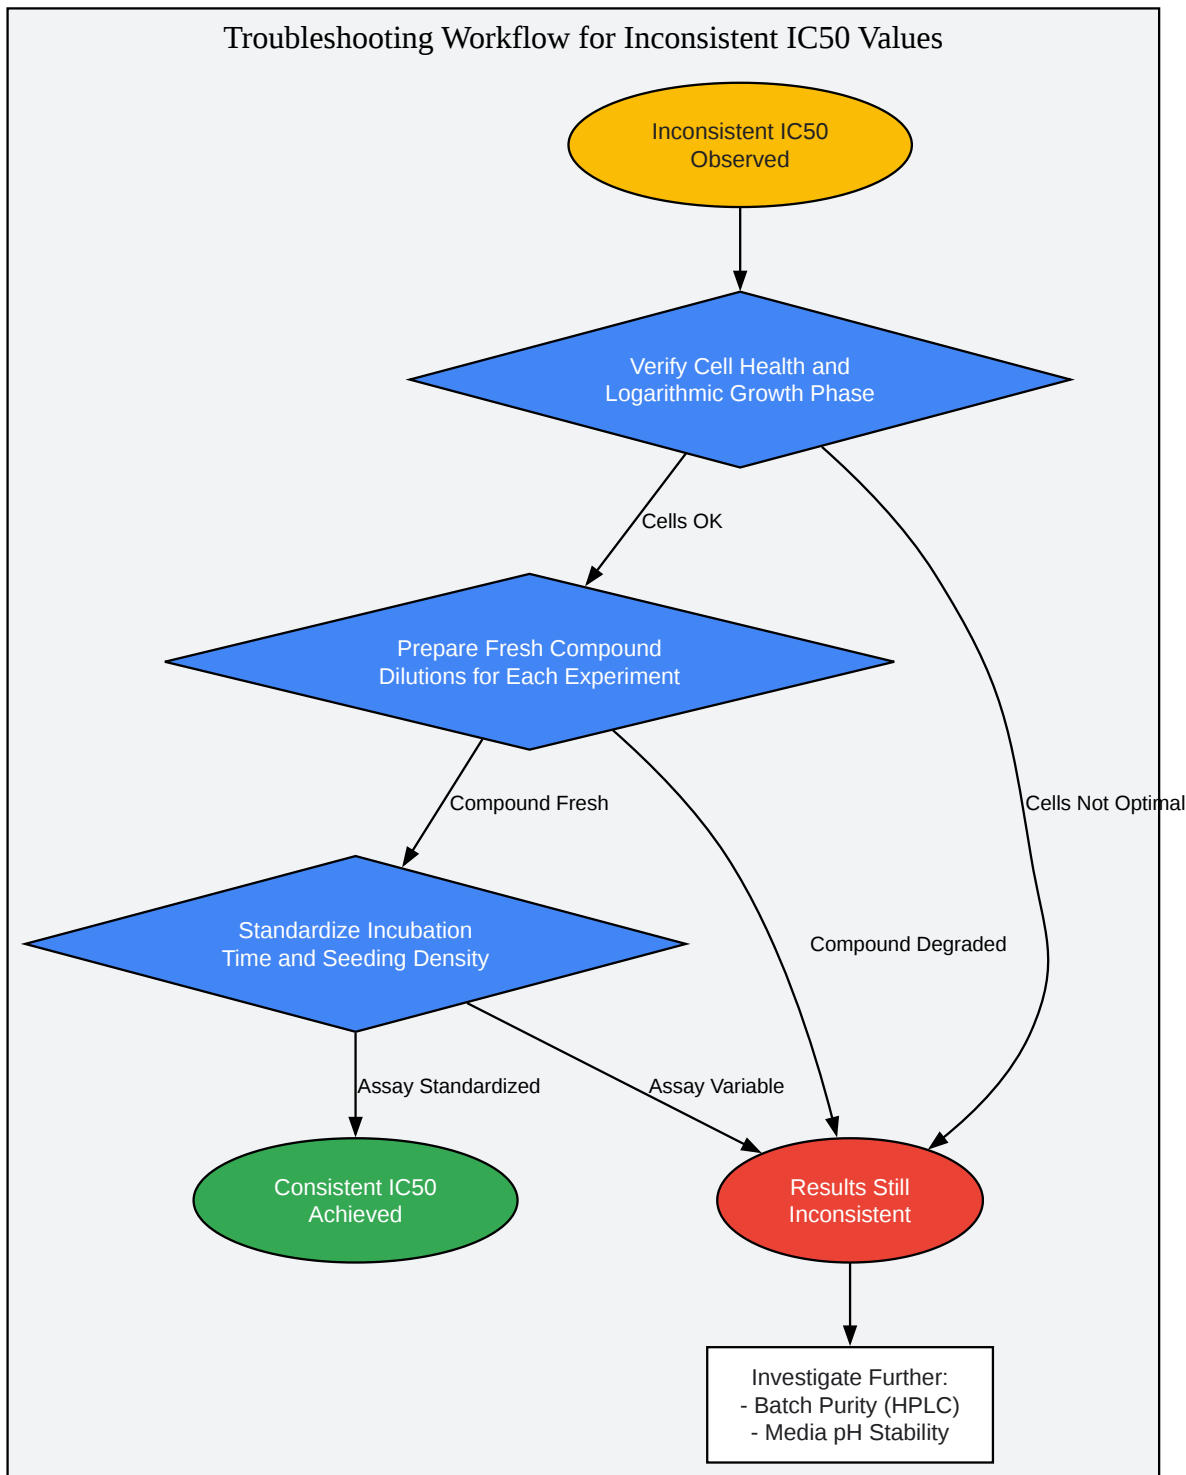 Troubleshooting Workflow for Inconsistent IC50 Values
Inconsistent IC50
Observed
Verify Cell Health and
Logarithmic Growth Phase
Cells OK
Prepare Fresh Compound
Dilutions for Each Experiment
Compound Fresh
Cells Not Optimal
Standardize Incubation
Time and Seeding Density
Compound Degraded
Assay Standardized
Assay Variable
Consistent IC50
Achieved
Results Still
Inconsistent
Investigate Further:
- Batch Purity (HPLC)
- Media pH Stability